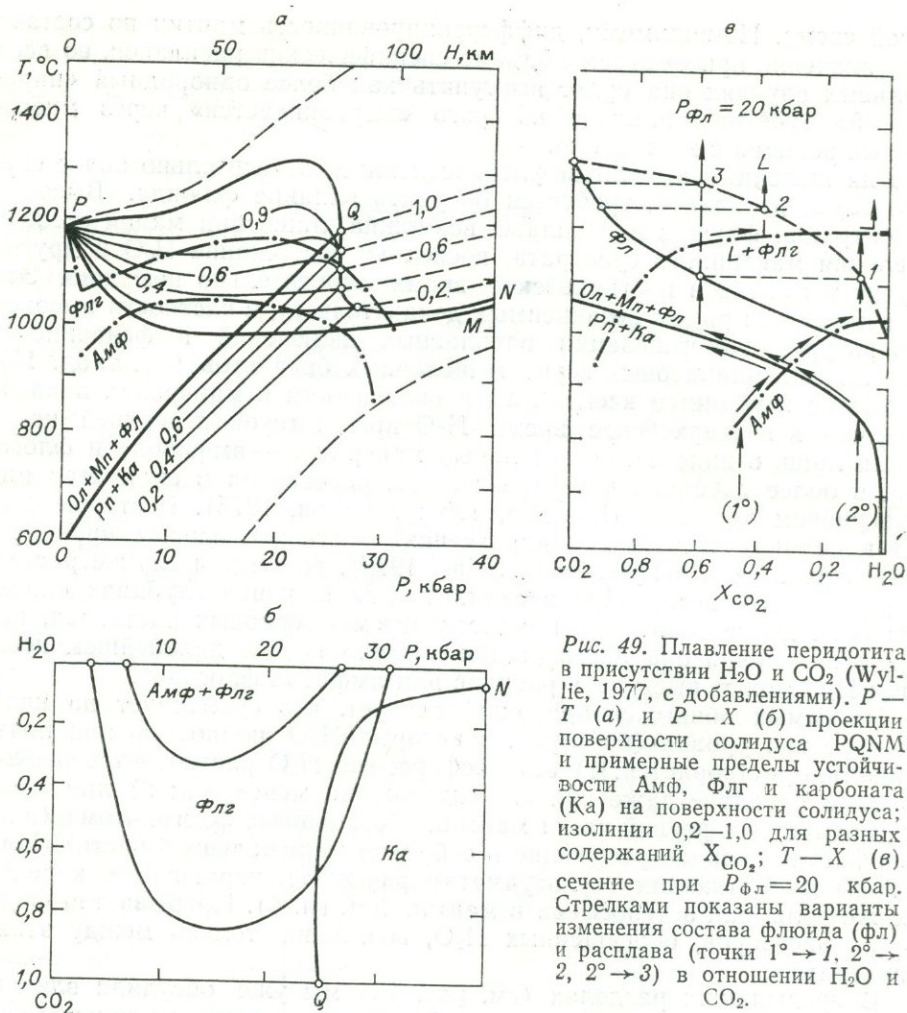 а
0 50 100 H, км
T, °C
1400
1200
1000
800
600
P
Q
0,9
1,0
0,6
0,6
0,4
0,2
N
M
Флг
Амф
Ол+Мп+Фл
Рп+Ка
0,6
0,4
0,2
0 10 20 30 40
P, кбар
в
Pфл = 20 кбар
L
3
2
1
Фл
L+Флг
Ол+Мп+Фл
Рп+Ка
Амф
(1°)
(2°)
CO₂ 0,8 0,6 0,4 0,2 H₂O
X CO₂
б
H₂O 10 20 30 P, кбар
Амф+Флг
N
0,2
0,4
Флг
0,6
Ка
0,8
1,0
CO₂
Q
Рис. 49. Плавление перидотита
в присутствии H₂O и CO₂ (Wyl-
lie, 1977, с добавлениями). P —
T (а) и P — X (б) проекции
поверхности солидуса PQNM
и примерные пределы устойчи-
вости Амф, Флг и карбоната
(Ка) на поверхности солидуса;
изолинии 0,2—1,0 для разных
содержаний X CO₂; T — X (в)
сечение при Pфл=20 кбар.
Стрелками показаны варианты
изменения состава флюида (фл)
и расплава (точки 1°→1, 2°→
2, 2°→3) в отношении H₂O и
CO₂.